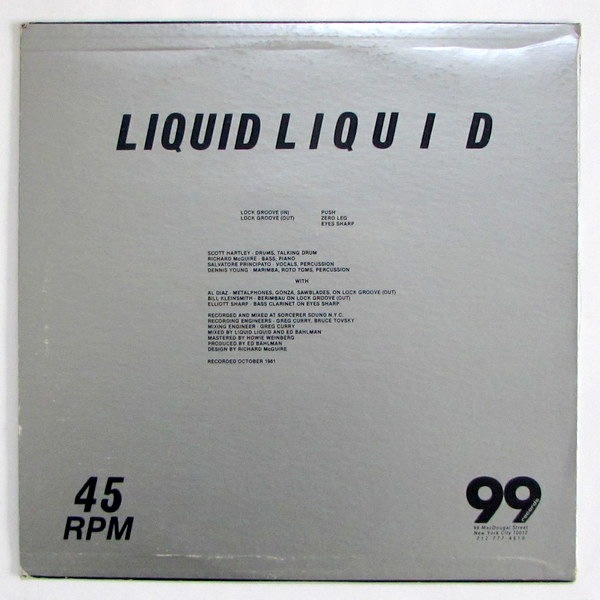 LIQUID LIQUID
LOCK GROOVE (IN) PUSH
LOCK GROOVE (OUT) ZERO LEG
EYES SHARP
SCOTT HARTLEY - DRUMS, TALKING DRUM
RICHARD McGUIRE - BASS, PIANO
SALVATORE PRINCIPATO - VOCALS, PERCUSSION
DENNIS YOUNG - MARIMBA, ROTO TOMS, PERCUSSION
WITH
AL DIAZ - METALPHONES, GONZA, SAWBLADES, ON LOCK GROOVE (OUT)
BILL KLEINSMITH - BERIMBAU ON LOCK GROOVE (OUT)
ELLIOTT SHARP - BASS CLARINET ON EYES SHARP
RECORDED AND MIXED AT SORCERER SOUND N.Y.C.
RECORDING ENGINEERS - GREG CURRY, BRUCE TOVSKY
MIXING ENGINEER - GREG CURRY
MIXED BY LIQUID LIQUID AND ED BAHLMAN
MASTERED BY HOWIE WEINBERG
PRODUCED BY ED BAHLMAN
DESIGN BY RICHARD McGUIRE
RECORDED OCTOBER 1981
45
RPM
99
records
99 MacDougal Street
New York City 10012
212 777-4610